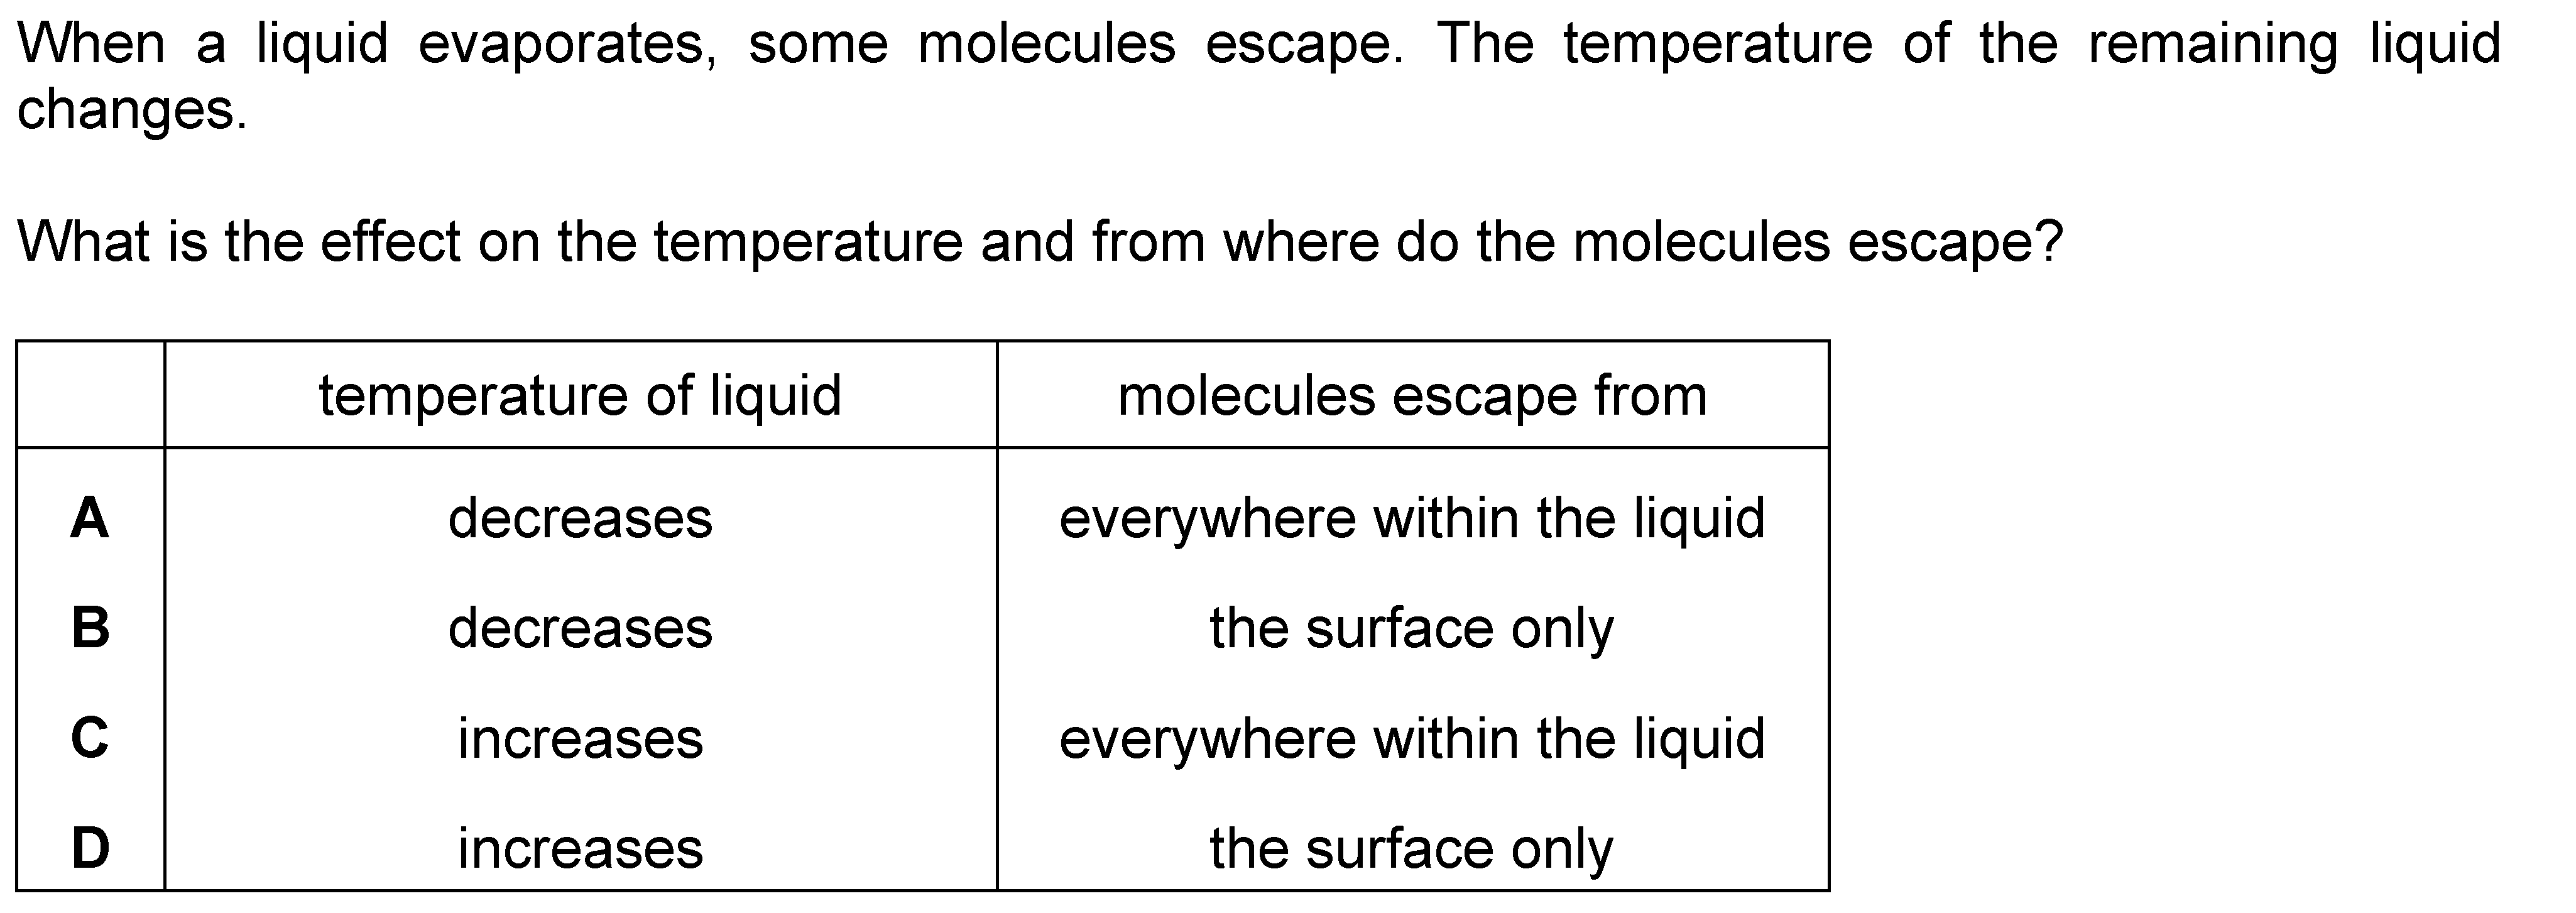 When a liquid evaporates, some molecules escape. The temperature of the remaining liquid
changes.
What is the effect on the temperature and from where do the molecules escape?
temperature of liquid molecules escape from
A decreases everywhere within the liquid
B decreases the surface only
C increases everywhere within the liquid
D increases the surface only